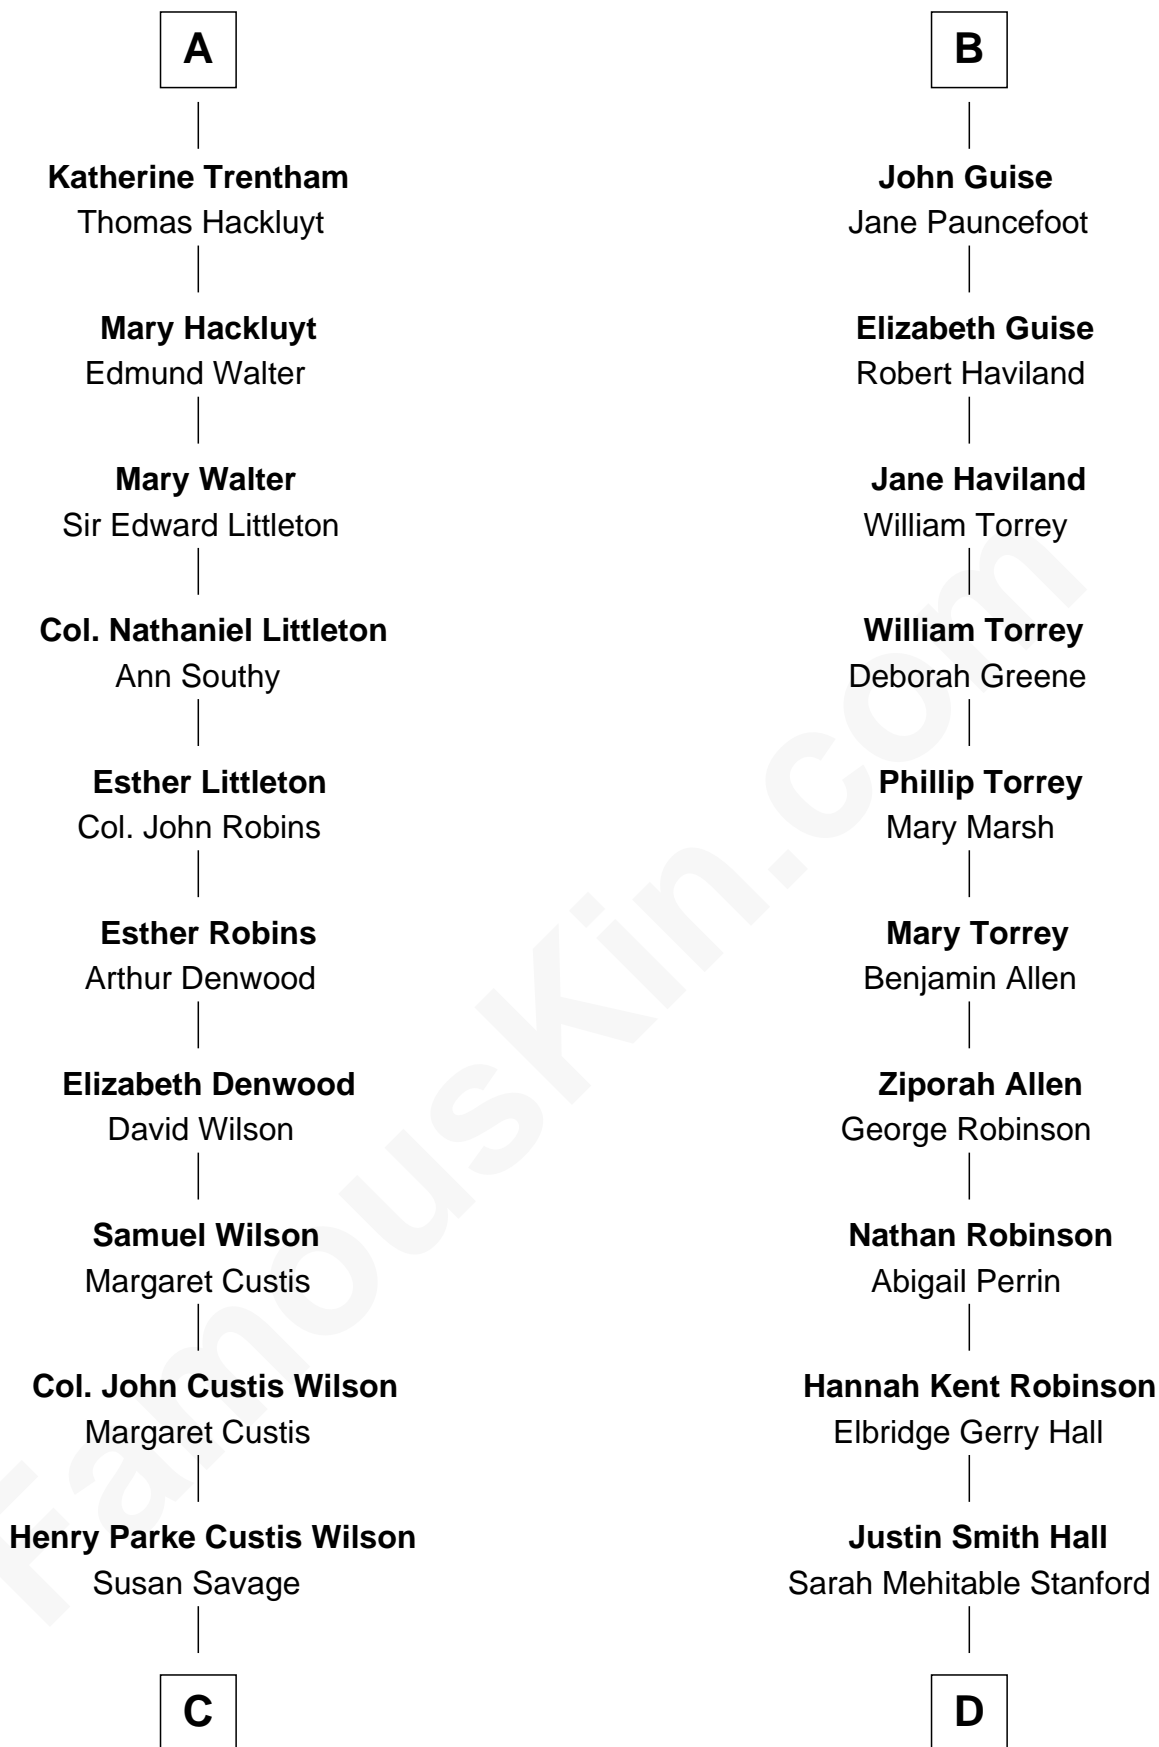 A
Katherine Trentham
Thomas Hackluyt
Mary Hackluyt
Edmund Walter
Mary Walter
Sir Edward Littleton
Col. Nathaniel Littleton
Ann Southy
Esther Littleton
Col. John Robins
Esther Robins
Arthur Denwood
Elizabeth Denwood
David Wilson
Samuel Wilson
Margaret Custis
Col. John Custis Wilson
Margaret Custis
Henry Parke Custis Wilson
Susan Savage
C
B
John Guise
Jane Pauncefoot
Elizabeth Guise
Robert Haviland
Jane Haviland
William Torrey
William Torrey
Deborah Greene
Phillip Torrey
Mary Marsh
Mary Torrey
Benjamin Allen
Ziporah Allen
George Robinson
Nathan Robinson
Abigail Perrin
Hannah Kent Robinson
Elbridge Gerry Hall
Justin Smith Hall
Sarah Mehitable Stanford
D
FamousKin.com